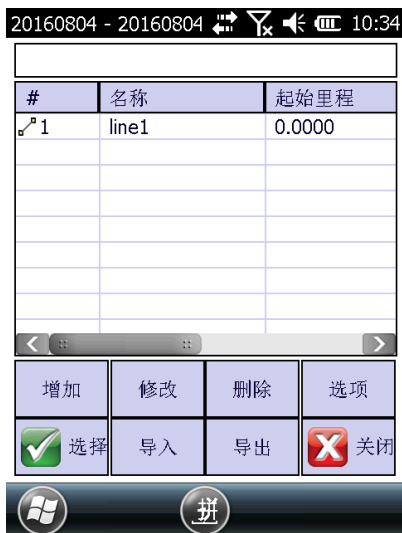 20160804 - 20160804 10:34
# 名称 起始里程
1 line1 0.0000
增加 修改 删除 选项
选择 导入 导出 关闭
拼